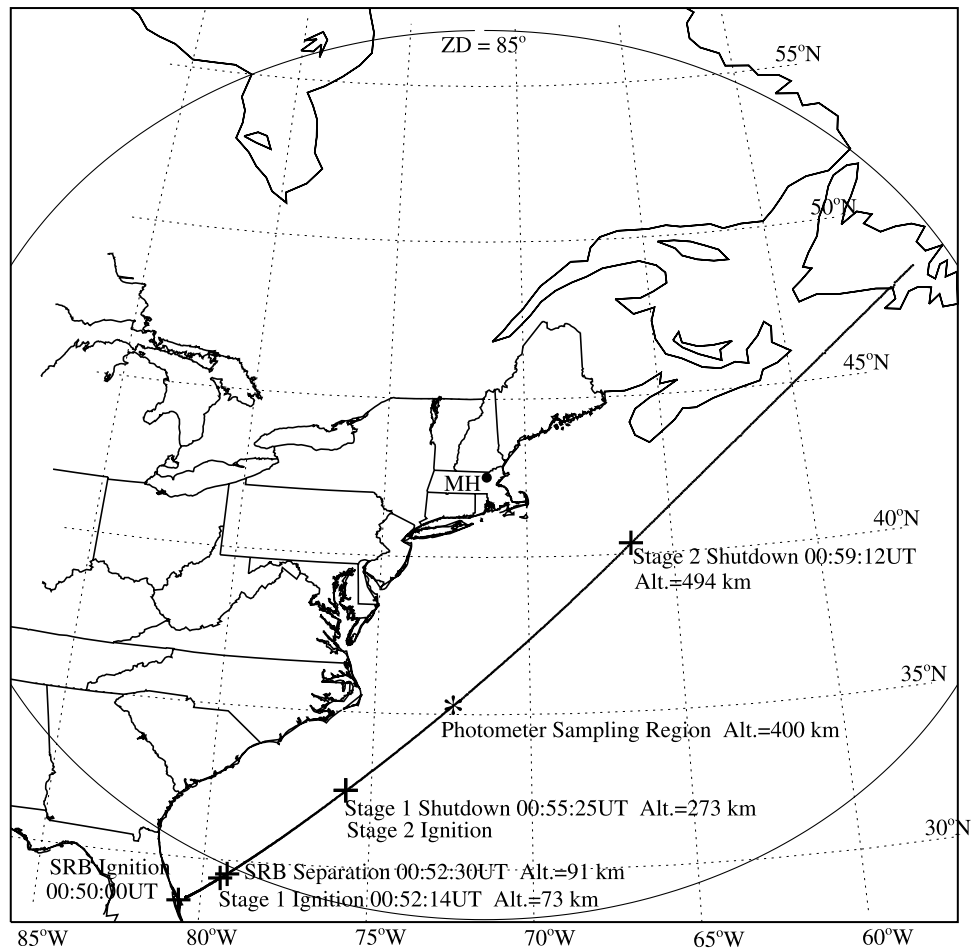 ZD = 85°
55°N
50°N
45°N
MH
40°N
Stage 2 Shutdown 00:59:12UT
Alt.=494 km
35°N
Photometer Sampling Region Alt.=400 km
Stage 1 Shutdown 00:55:25UT Alt.=273 km
Stage 2 Ignition
30°N
SRB Ignition
00:50:00UT
SRB Separation 00:52:30UT Alt.=91 km
Stage 1 Ignition 00:52:14UT Alt.=73 km
85°W 80°W 75°W 70°W 65°W 60°W